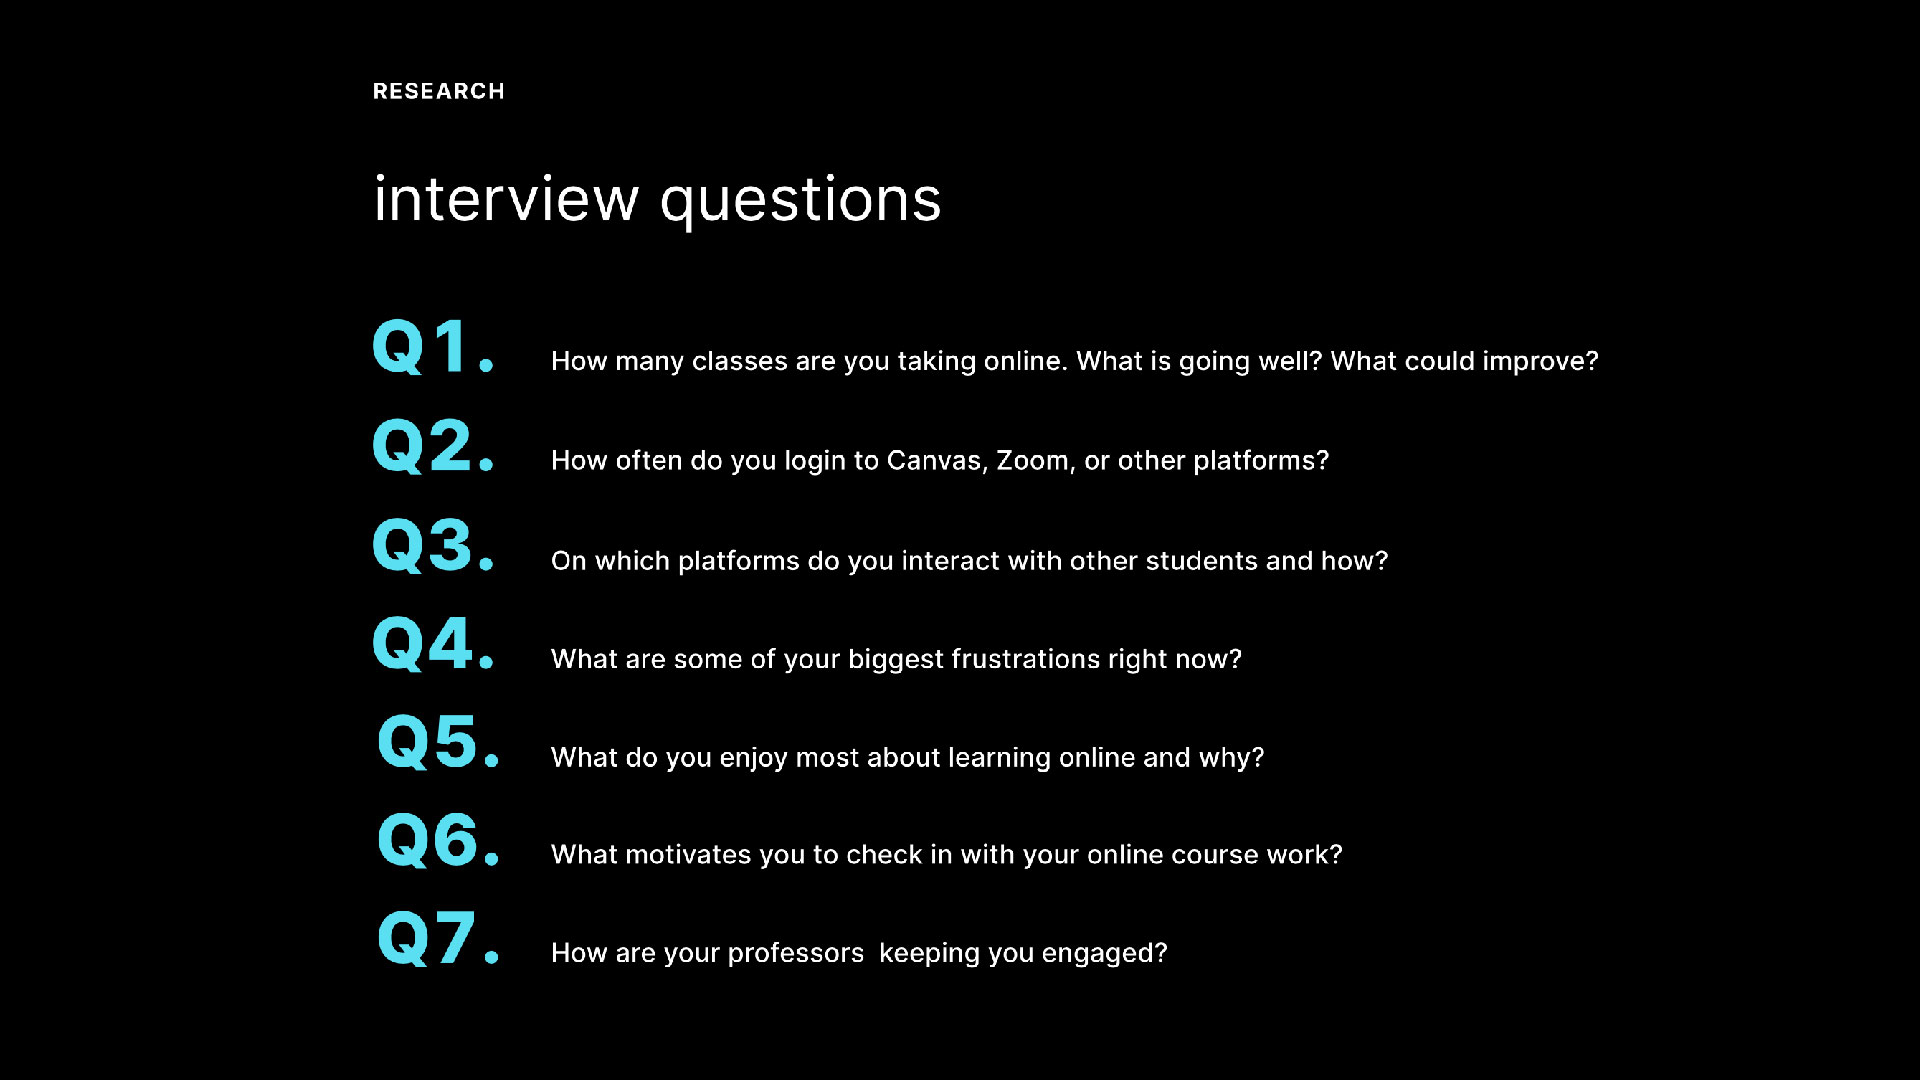 RESEARCH
interview questions
Q1. How many classes are you taking online. What is going well? What could improve?
Q2. How often do you login to Canvas, Zoom, or other platforms?
Q3. On which platforms do you interact with other students and how?
Q4. What are some of your biggest frustrations right now?
Q5. What do you enjoy most about learning online and why?
Q6. What motivates you to check in with your online course work?
Q7. How are your professors  keeping you engaged?